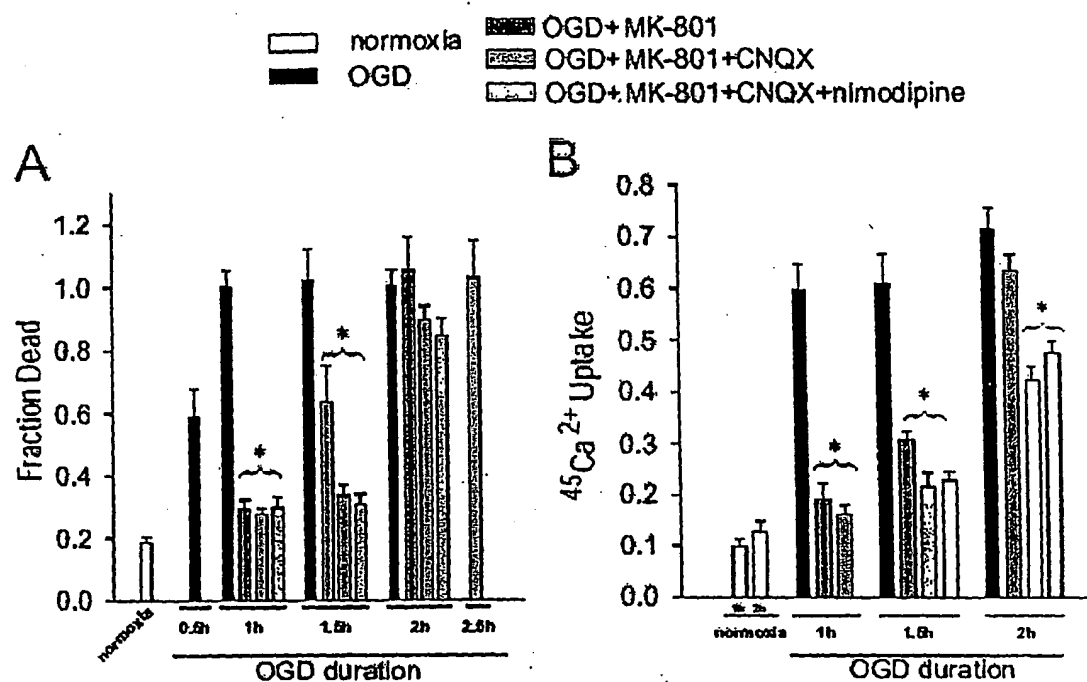 normoxia
OGD
OGD+MK-801
OGD+MK-801+CNQX
OGD+MK-801+CNQX+nimodipine
A
Fraction Dead
1.2
1.0
0.8
0.6
0.4
0.2
0.0
*
*
normoxia
0.5h
1h
1.5h
2h
2.5h
OGD duration
B
45Ca2+ Uptake
0.8
0.7
0.6
0.5
0.4
0.3
0.2
0.1
0.0
*
*
*
1h 2h
normoxia
1h
1.5h
2h
OGD duration